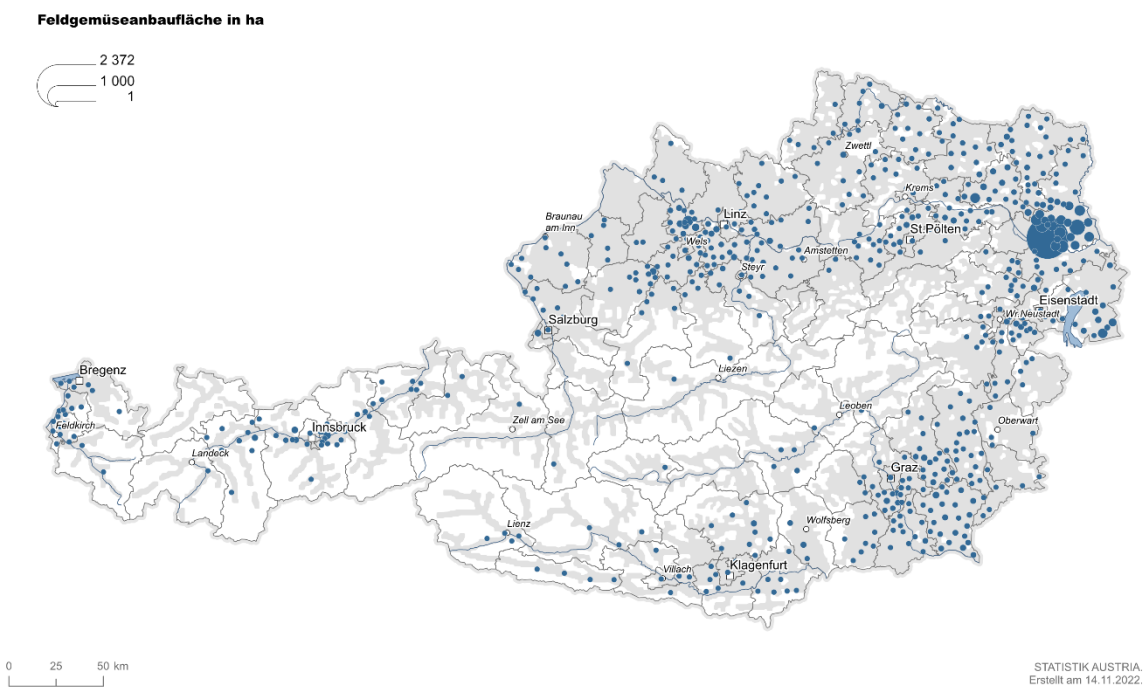 Feldgemüseanbaufläche in ha
2 372
1 000
1
Zwettl
Krems
Linz
Braunau
am Inn
St.Pölten
Wels
Amstetten
Steyr
Eisenstadt
Wr.Neustadt
Salzburg
Bregenz
Liezen
Leoben
Zell am See
Oberwart
Feldkirch
Innsbruck
Landeck
Graz
Wolfsberg
Lienz
Villach
Klagenfurt
0 25 50 km
STATISTIK AUSTRIA.
Erstellt am 14.11.2022.